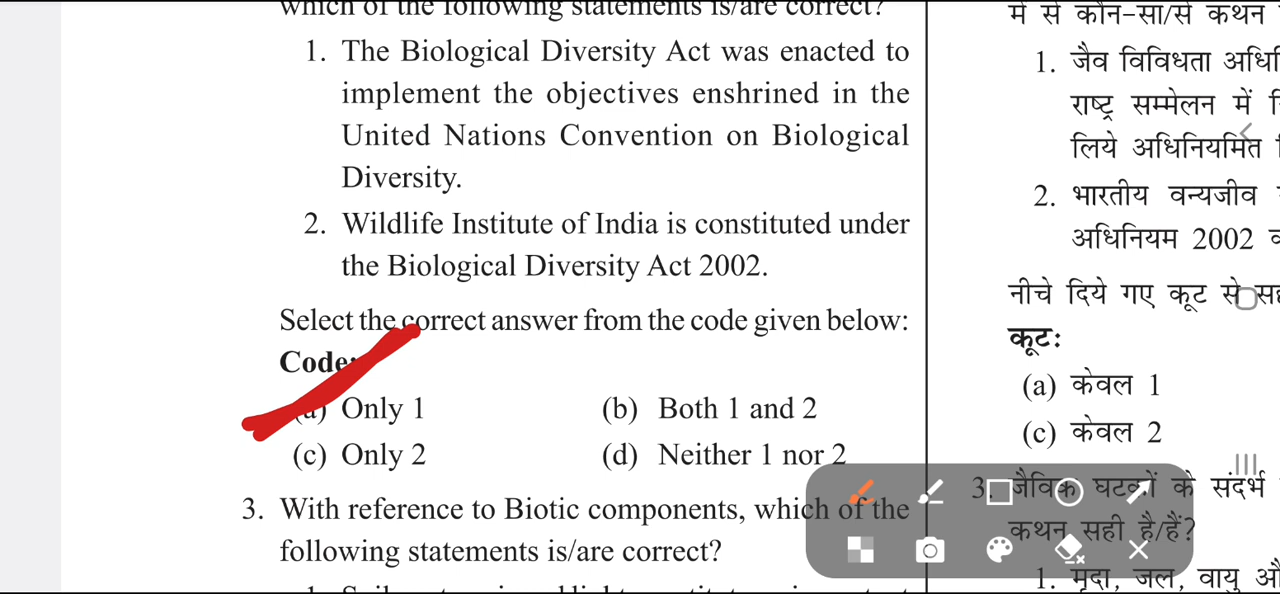 which of the following statements is/are correct?
1. The Biological Diversity Act was enacted to
implement the objectives enshrined in the
United Nations Convention on Biological
Diversity.
2. Wildlife Institute of India is constituted under
the Biological Diversity Act 2002.
Select the correct answer from the code given below:
Code:
(a) Only 1 (b) Both 1 and 2
(c) Only 2 (d) Neither 1 nor 2
3. With reference to Biotic components, which of the
following statements is/are correct?
में से कौन-सा/से कथन
1. जैव विविधता
राष्ट्र सम्मेलन में
लिये अधिनियमित
2. भारतीय वन्यजीव
अधिनियम 2002
नीचे दिये गए कूट से
कूटः
(a) केवल 1
(c) केवल 2
3. जैविक घटकों के संदर्भ
कथन सही है/हैं?
1. मृदा, जल, वायु